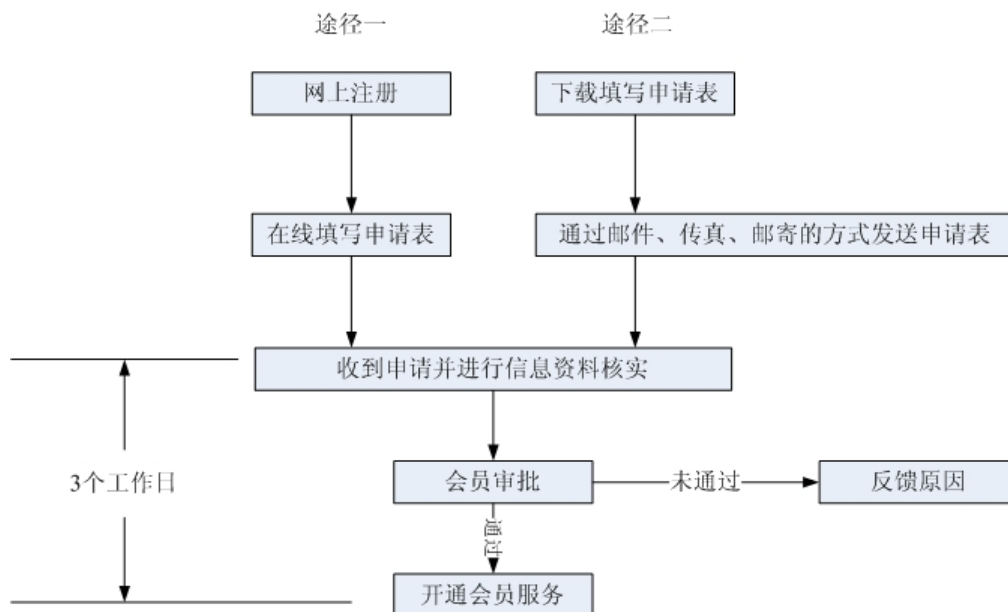 途径一
途径二
网上注册
下载填写申请表
在线填写申请表
通过邮件、传真、邮寄的方式发送申请表
收到申请并进行信息资料核实
3个工作日
会员审批
未通过
反馈原因
通过
开通会员服务